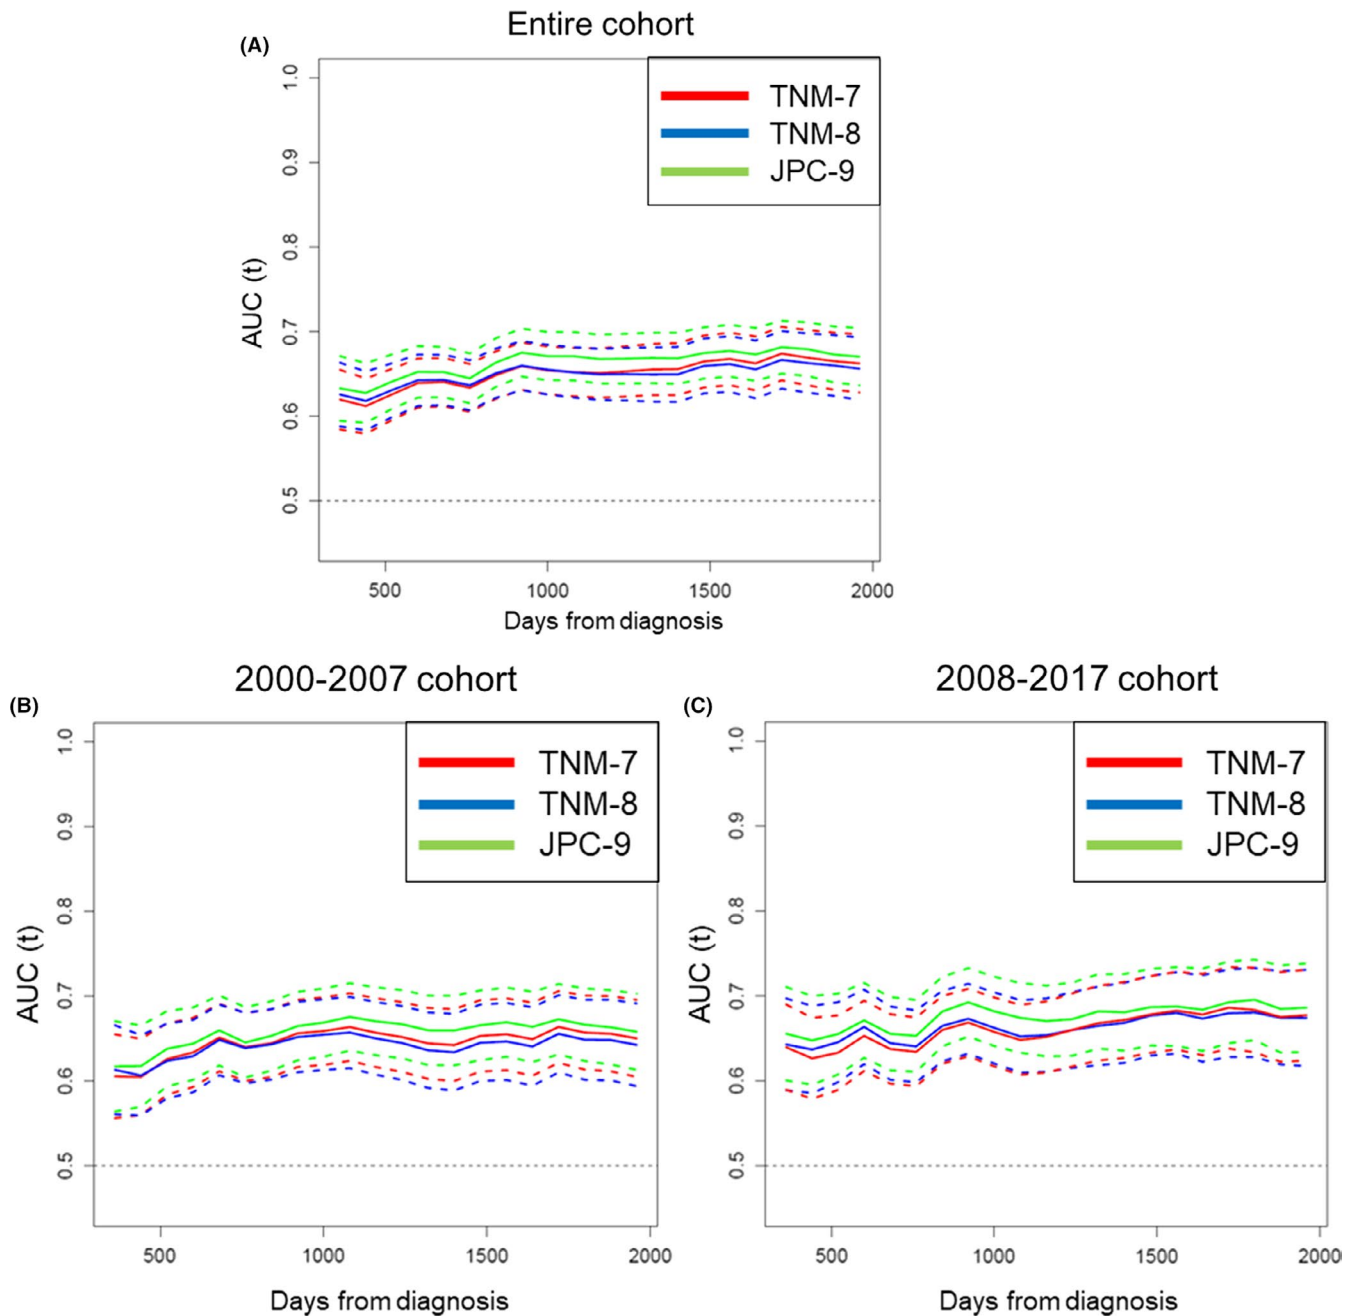 Entire cohort
(A)
TNM-7
TNM-8
JPC-9
1.0
0.9
0.8
0.7
0.6
0.5
AUC (t)
500 1000 1500 2000
Days from diagnosis
2000-2007 cohort
(B)
TNM-7
TNM-8
JPC-9
1.0
0.9
0.8
0.7
0.6
0.5
AUC (t)
500 1000 1500 2000
Days from diagnosis
2008-2017 cohort
(C)
TNM-7
TNM-8
JPC-9
1.0
0.9
0.8
0.7
0.6
0.5
AUC (t)
500 1000 1500 2000
Days from diagnosis